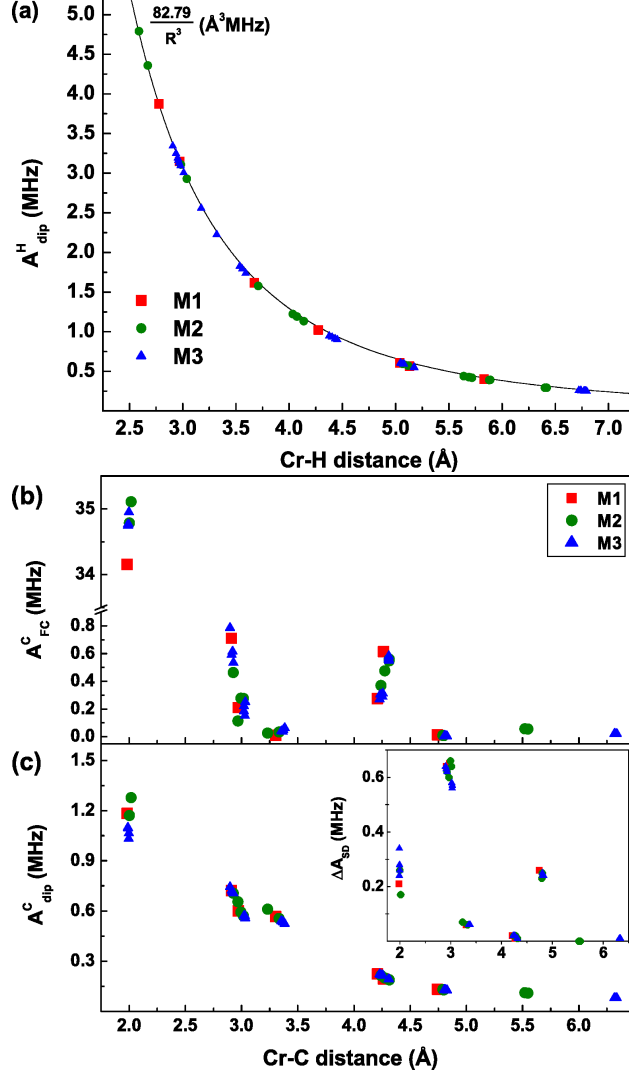 (a)
82.79
R³ (Å³MHz)
5.0
4.5
4.0
3.5
3.0
2.5
2.0
1.5
1.0
0.5
A^H_dip (MHz)
M1
M2
M3
2.5 3.0 3.5 4.0 4.5 5.0 5.5 6.0 6.5 7.0
Cr-H distance (Å)
(b)
35
34
0.8
0.6
0.4
0.2
0.0
A^C_FC (MHz)
M1
M2
M3
(c)
1.5
1.2
0.9
0.6
0.3
A^C_dip (MHz)
0.6
0.4
0.2
ΔA_SD (MHz)
2 3 4 5 6
2.0 2.5 3.0 3.5 4.0 4.5 5.0 5.5 6.0
Cr-C distance (Å)